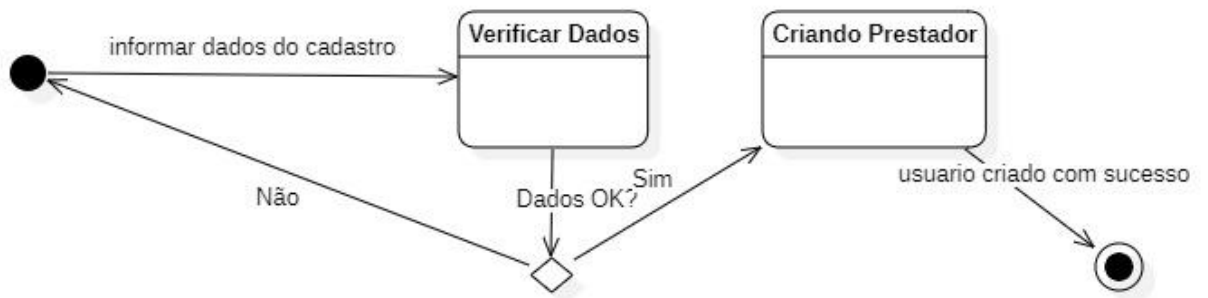 informar dados do cadastro
Verificar Dados
Criando Prestador
Não
Dados OK?
Sim
usuario criado com sucesso